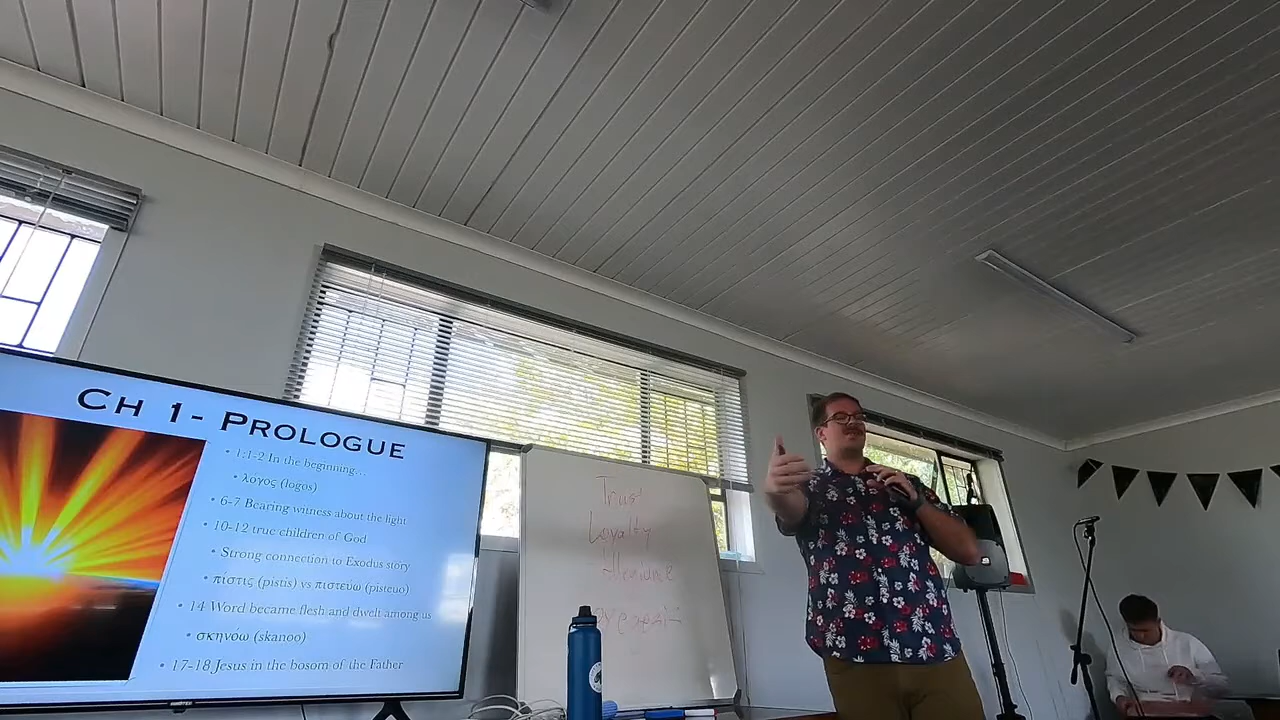 Ch 1- Prologue
• 1:1-2 In the beginning...
• λόγος (logos)
• 6-7 Bearing witness about the light
• 10-12 true children of God
• Strong connection to Exodus story
• πίστις (pistis) vs πιστεύω (pisteuo)
• 14 Word became flesh and dwelt among us
• σκηνόω (skanoo)
• 17-18 Jesus in the bosom of the Father
Trust
Loyalty